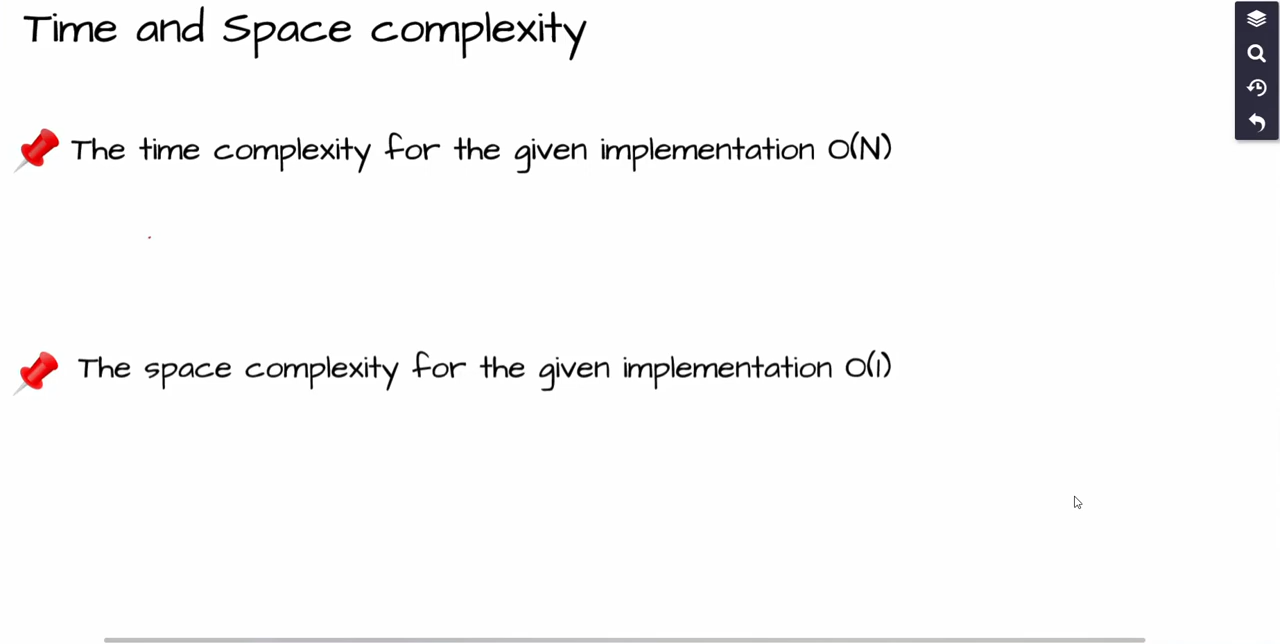 Time and Space complexity
The time complexity for the given implementation O(N)
The space complexity for the given implementation O(1)